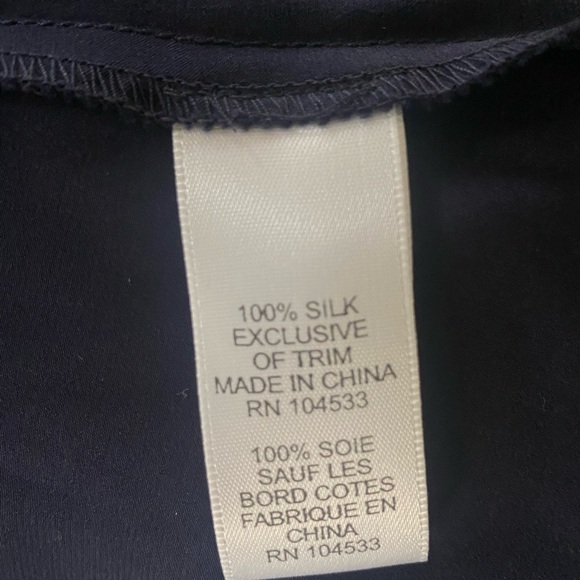 100% SILK
EXCLUSIVE
OF TRIM
MADE IN CHINA
RN 104533
100% SOIE
SAUF LES
BORD COTES
FABRIQUE EN
CHINA
RN 104533